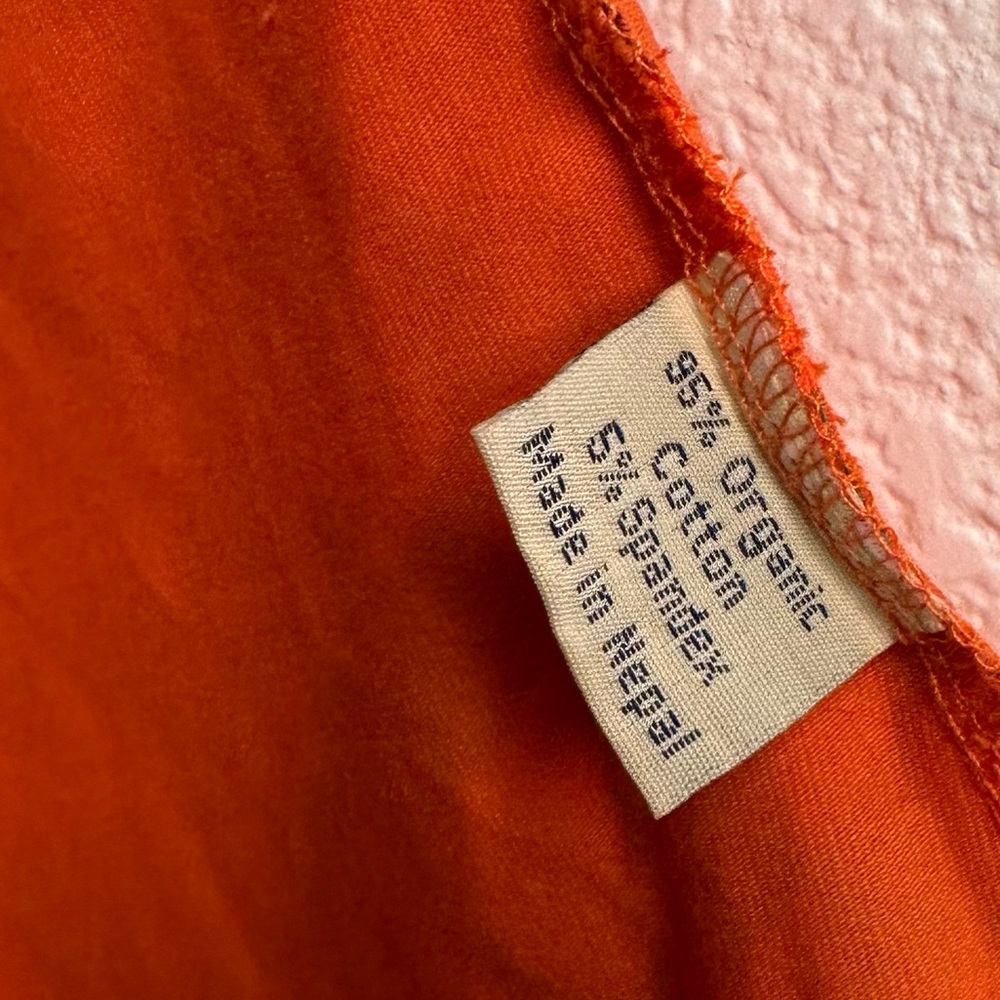 95% Organic
Cotton
5% Spandex
Made in Nepal